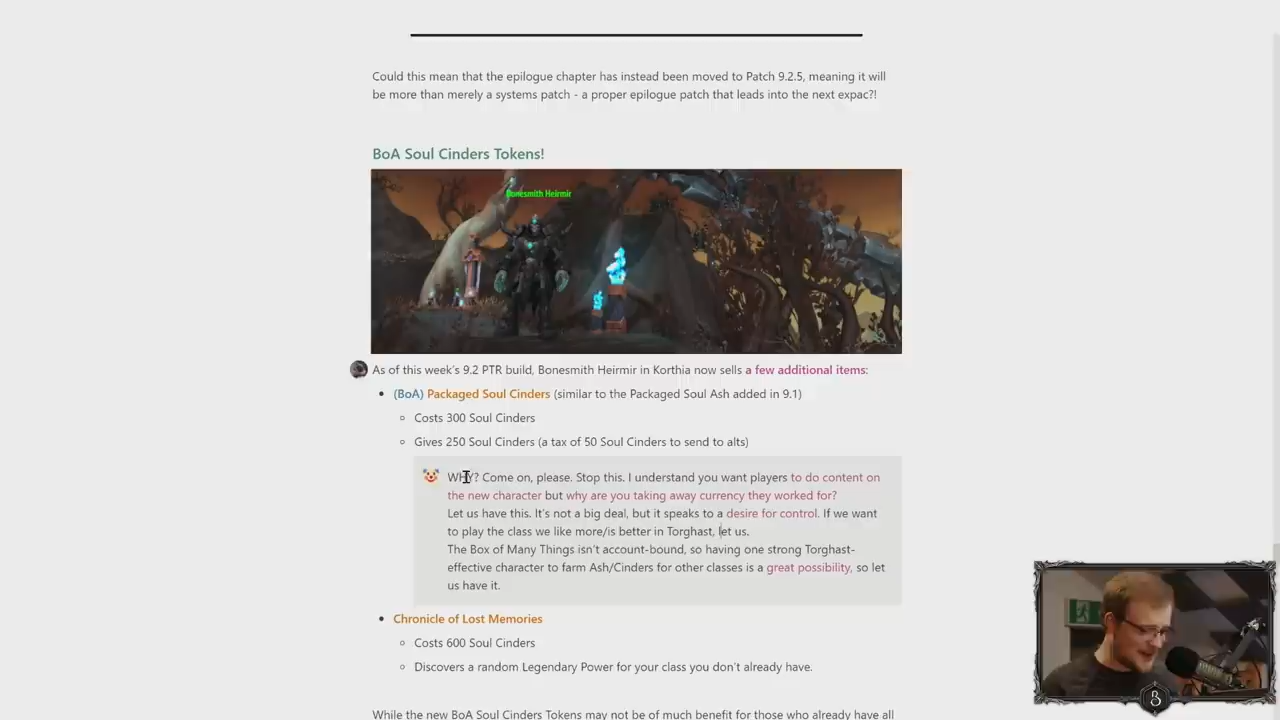 Could this mean that the epilogue chapter has instead been moved to Patch 9.2.5, meaning it will
be more than merely a systems patch - a proper epilogue patch that leads into the next expac?!
BoA Soul Cinders Tokens!
Bonesmith Heirmir
As of this week's 9.2 PTR build, Bonesmith Heirmir in Korthia now sells a few additional items:
• (BoA) Packaged Soul Cinders (similar to the Packaged Soul Ash added in 9.1)
◦ Costs 300 Soul Cinders
◦ Gives 250 Soul Cinders (a tax of 50 Soul Cinders to send to alts)
WHY? Come on, please. Stop this. I understand you want players to do content on
the new character but why are you taking away currency they worked for?
Let us have this. It's not a big deal, but it speaks to a desire for control. If we want
to play the class we like more/is better in Torghast, let us.
The Box of Many Things isn't account-bound, so having one strong Torghast-
effective character to farm Ash/Cinders for other classes is a great possibility, so let
us have it.
• Chronicle of Lost Memories
◦ Costs 600 Soul Cinders
◦ Discovers a random Legendary Power for your class you don't already have.
While the new BoA Soul Cinders Tokens may not be of much benefit for those who already have all
B